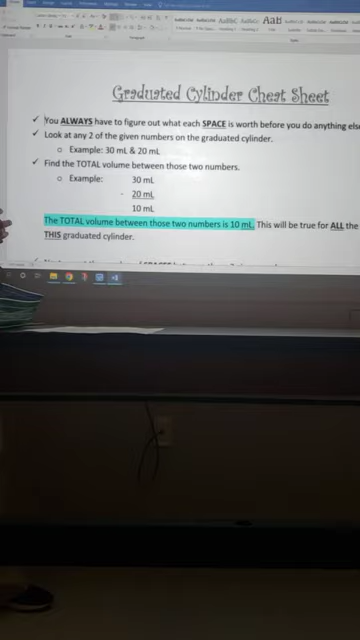 Graduated Cylinder Cheat Sheet
✓ You ALWAYS have to figure out what each SPACE is worth before you do anything else
✓ Look at any 2 of the given numbers on the graduated cylinder.
o Example: 30 mL & 20 mL
✓ Find the TOTAL volume between those two numbers.
o Example: 30 mL
- 20 mL
10 mL
The TOTAL volume between those two numbers is 10 mL. This will be true for ALL the
THIS graduated cylinder.